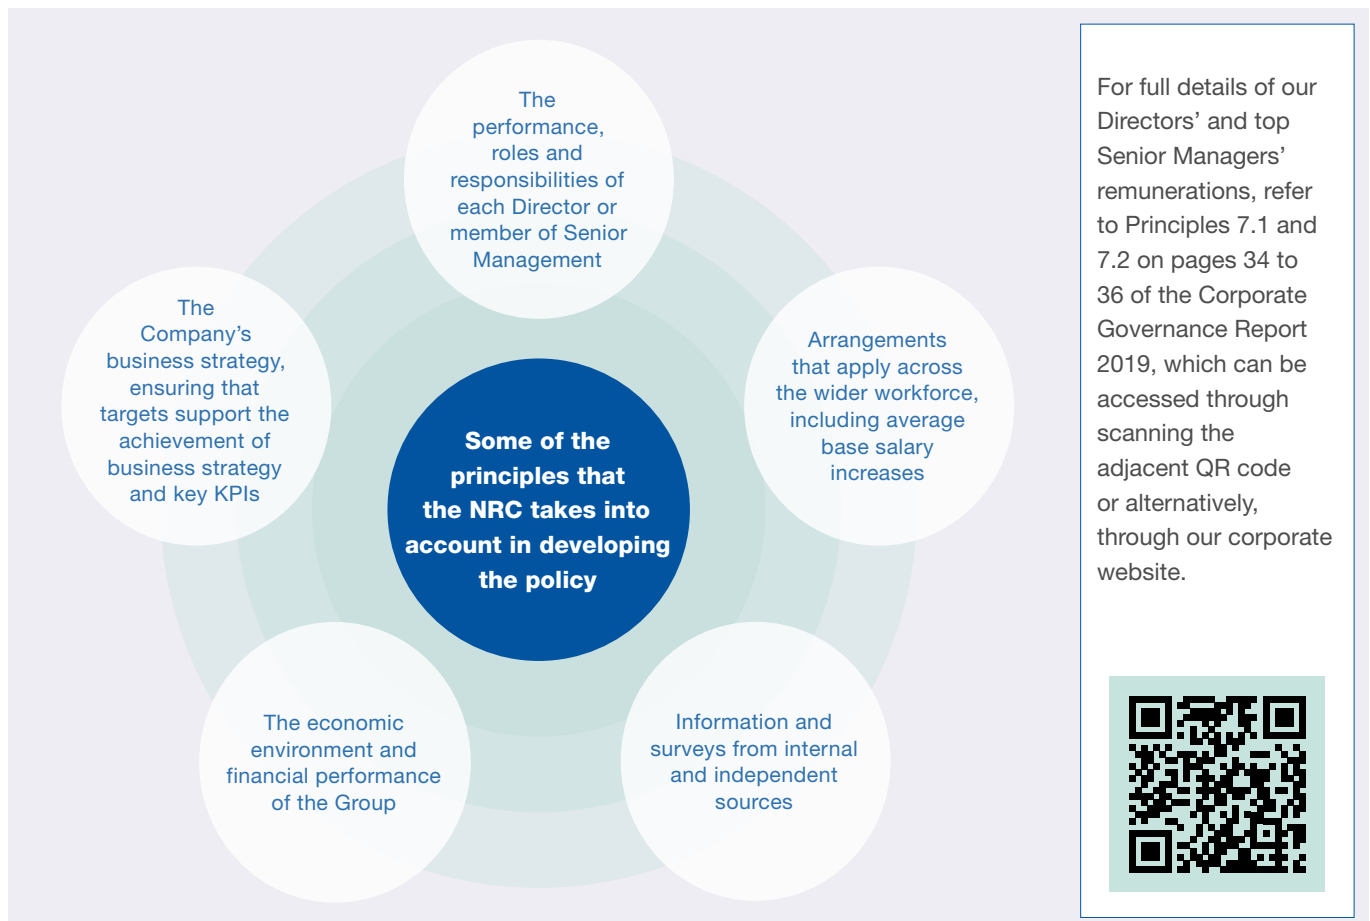 The
performance,
roles and
responsibilities of
each Director or
member of Senior
Management
The
Company’s
business strategy,
ensuring that
targets support the
achievement of
business strategy
and key KPIs
Arrangements
that apply across
the wider workforce,
including average
base salary
increases
Some of the
principles that
the NRC takes into
account in developing
the policy
The economic
environment and
financial performance
of the Group
Information and
surveys from internal
and independent
sources
For full details of our
Directors’ and top
Senior Managers’
remunerations, refer
to Principles 7.1 and
7.2 on pages 34 to
36 of the Corporate
Governance Report
2019, which can be
accessed through
scanning the
adjacent QR code
or alternatively,
through our corporate
website.